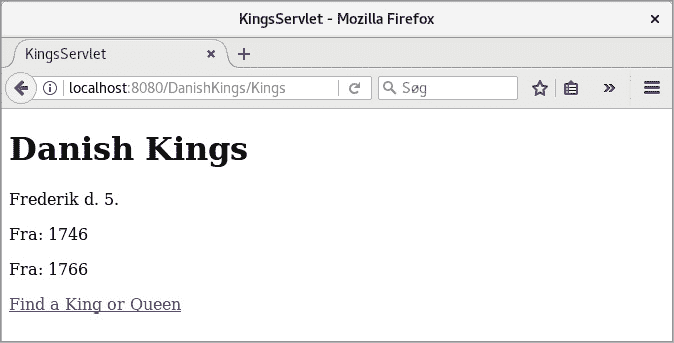 KingsServlet - Mozilla Firefox
KingsServlet
localhost:8080/DanishKings/Kings
Søg
Danish Kings
Frederik d. 5.
Fra: 1746
Fra: 1766
Find a King or Queen